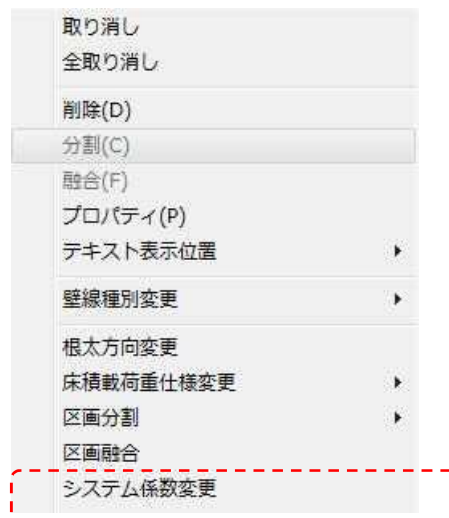 取り消し
全取り消し
削除(D)
分割(C)
融合(F)
プロパティ(P)
テキスト表示位置
壁線種別変更
根太方向変更
床積載荷重仕様変更
区画分割
区画融合
システム係数変更